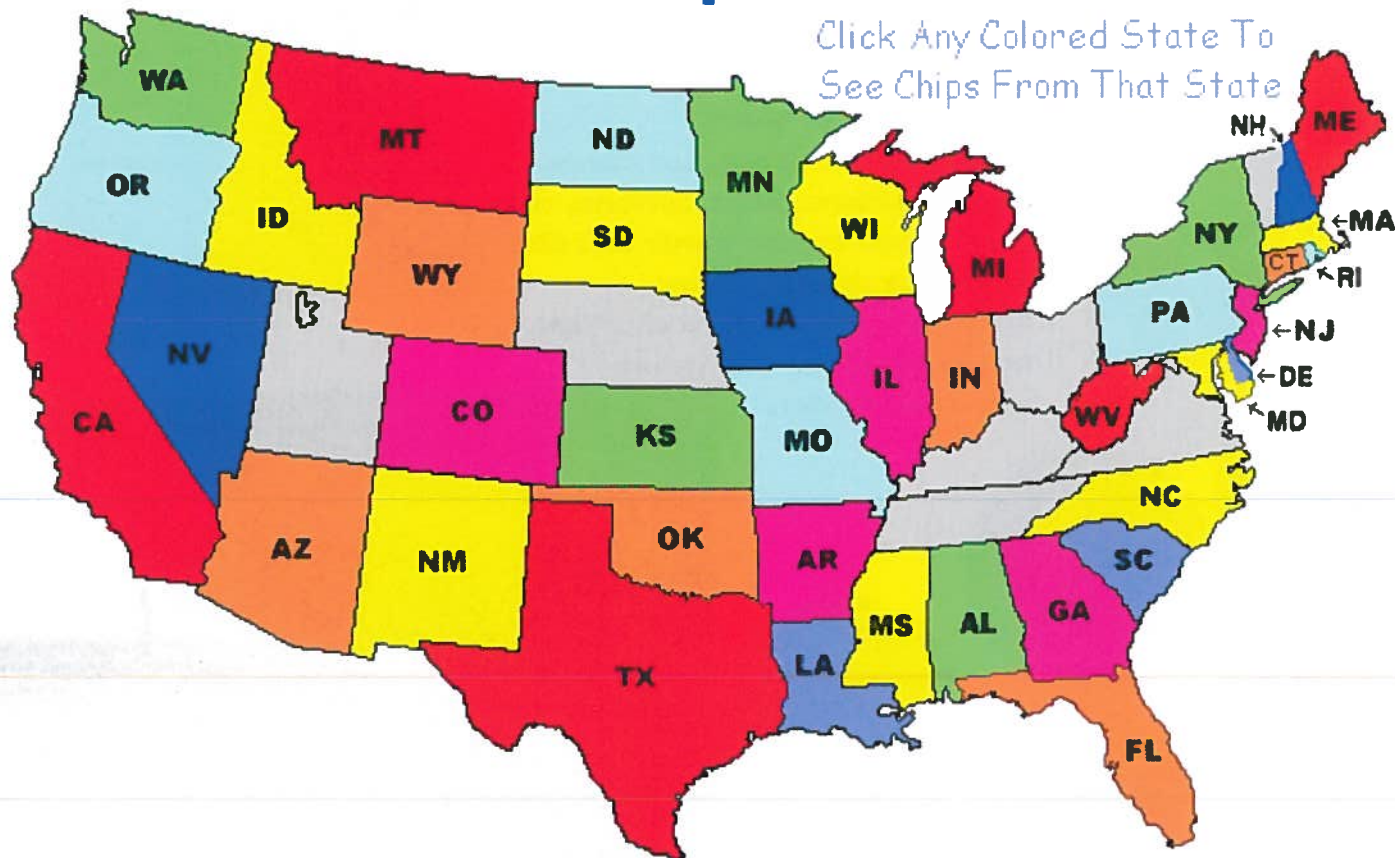 Click Any Colored State To
See Chips From That State
WA
MT
ND
MN
NH
ME
OR
ID
SD
WI
MI
NY
MA
CT
RI
WY
IA
PA
NJ
NV
IL
IN
DE
CA
CO
KS
MO
WV
MD
NC
AZ
NM
OK
AR
SC
MS
AL
GA
TX
LA
FL